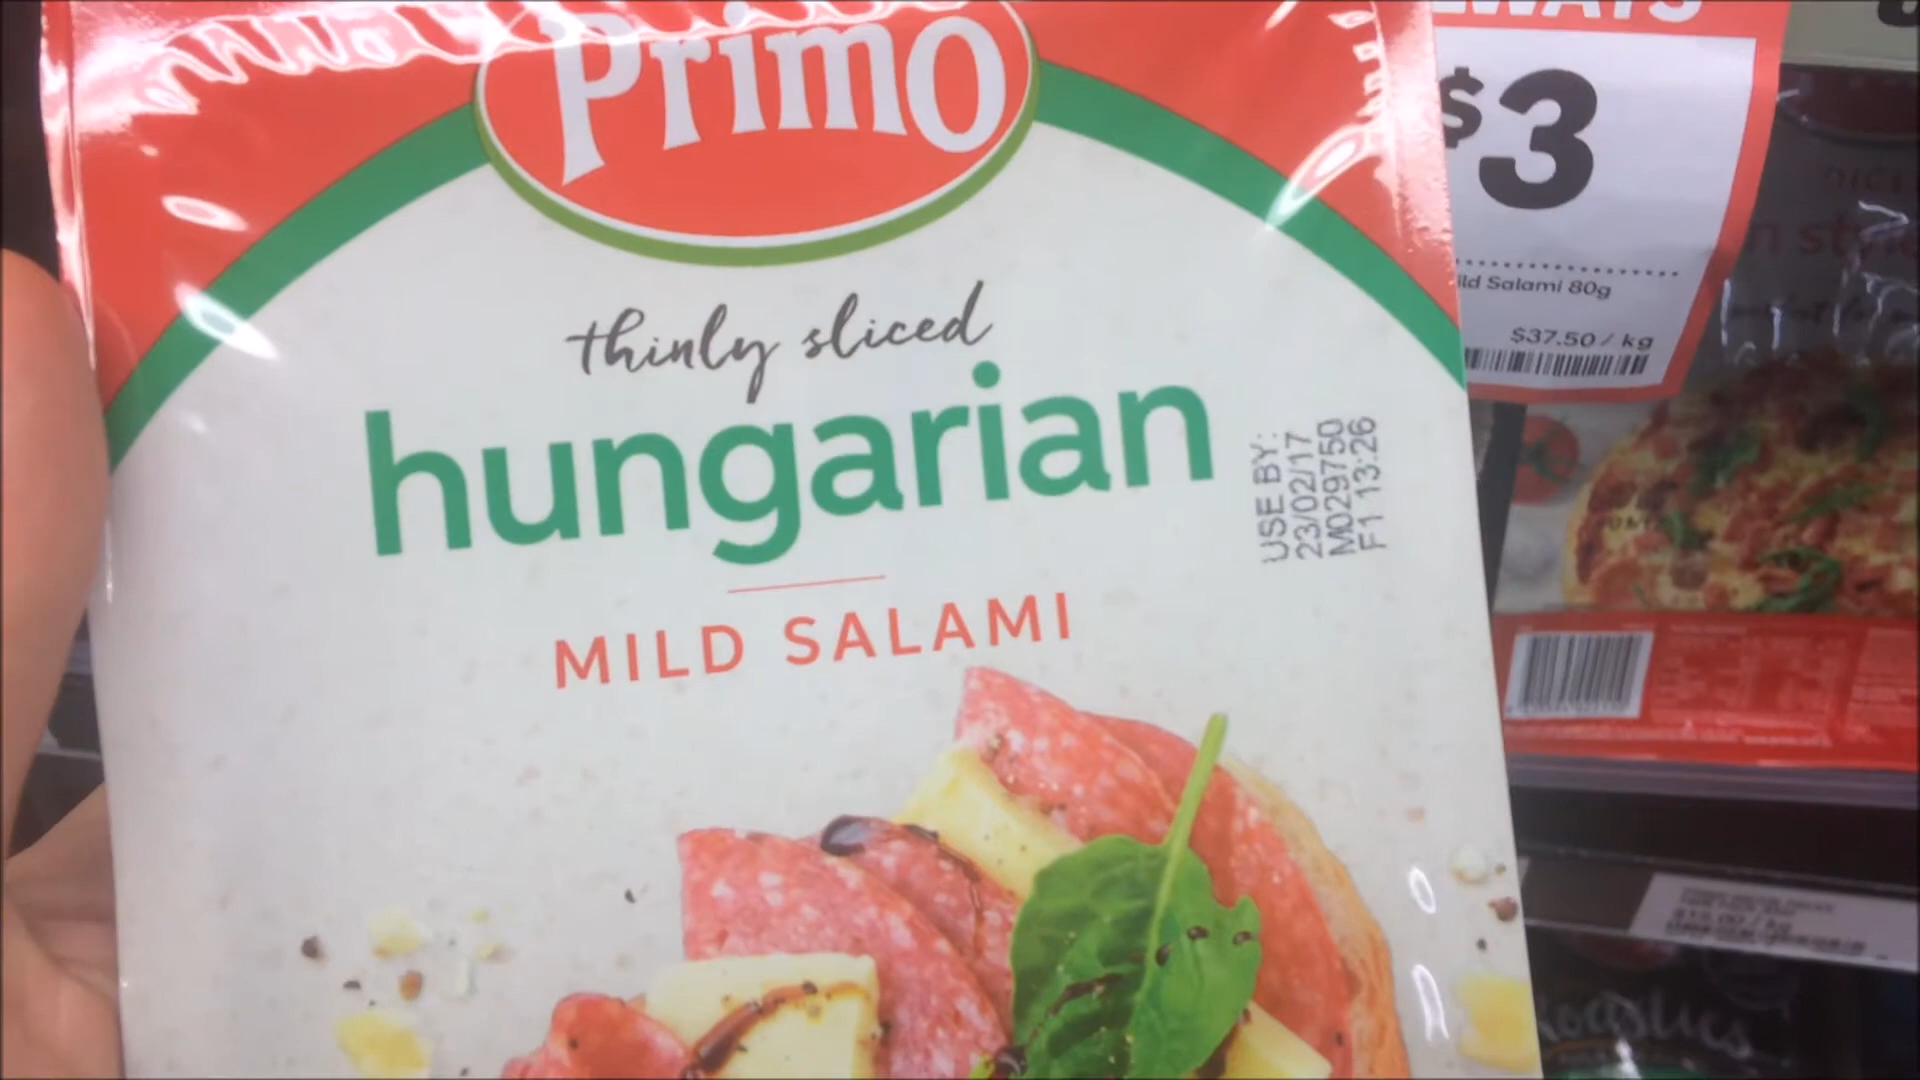 Primo
thinly sliced
hungarian
MILD SALAMI
USE BY:
23/02/17
M029750
F1 13:26
$3
Salami 80g
$37.50 / kg